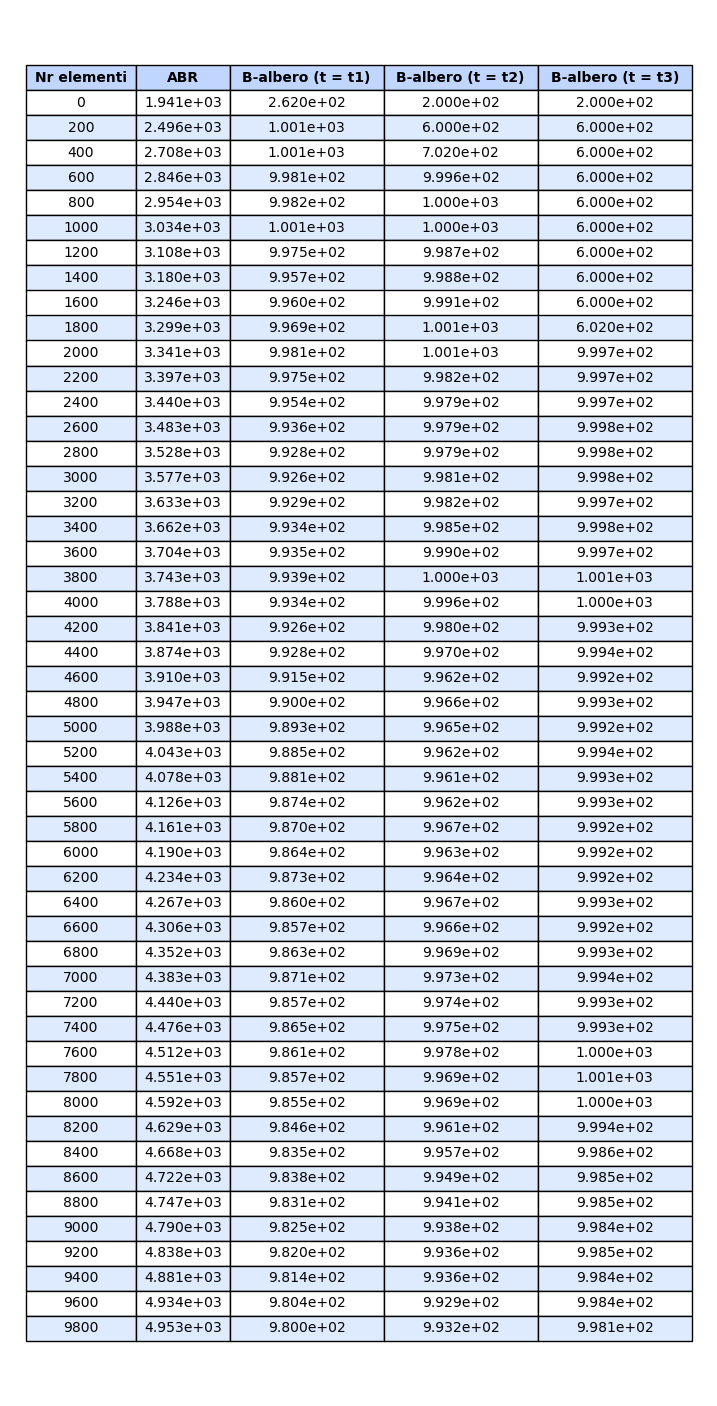 Nr elementi ABR B-albero (t = t1) B-albero (t = t2) B-albero (t = t3)
0 1.941e+03 2.620e+02 2.000e+02 2.000e+02
200 2.496e+03 1.001e+03 6.000e+02 6.000e+02
400 2.708e+03 1.001e+03 7.020e+02 6.000e+02
600 2.846e+03 9.981e+02 9.996e+02 6.000e+02
800 2.954e+03 9.982e+02 1.000e+03 6.000e+02
1000 3.034e+03 1.001e+03 1.000e+03 6.000e+02
1200 3.108e+03 9.975e+02 9.987e+02 6.000e+02
1400 3.180e+03 9.957e+02 9.988e+02 6.000e+02
1600 3.246e+03 9.960e+02 9.991e+02 6.000e+02
1800 3.299e+03 9.969e+02 1.001e+03 6.020e+02
2000 3.341e+03 9.981e+02 1.001e+03 9.997e+02
2200 3.397e+03 9.975e+02 9.982e+02 9.997e+02
2400 3.440e+03 9.954e+02 9.979e+02 9.997e+02
2600 3.483e+03 9.936e+02 9.979e+02 9.998e+02
2800 3.528e+03 9.928e+02 9.979e+02 9.998e+02
3000 3.577e+03 9.926e+02 9.981e+02 9.998e+02
3200 3.633e+03 9.929e+02 9.982e+02 9.997e+02
3400 3.662e+03 9.934e+02 9.985e+02 9.998e+02
3600 3.704e+03 9.935e+02 9.990e+02 9.997e+02
3800 3.743e+03 9.939e+02 1.000e+03 1.001e+03
4000 3.788e+03 9.934e+02 9.996e+02 1.000e+03
4200 3.841e+03 9.926e+02 9.980e+02 9.993e+02
4400 3.874e+03 9.928e+02 9.970e+02 9.994e+02
4600 3.910e+03 9.915e+02 9.962e+02 9.992e+02
4800 3.947e+03 9.900e+02 9.966e+02 9.993e+02
5000 3.988e+03 9.893e+02 9.965e+02 9.992e+02
5200 4.043e+03 9.885e+02 9.962e+02 9.994e+02
5400 4.078e+03 9.881e+02 9.961e+02 9.993e+02
5600 4.126e+03 9.874e+02 9.962e+02 9.993e+02
5800 4.161e+03 9.870e+02 9.967e+02 9.992e+02
6000 4.190e+03 9.864e+02 9.963e+02 9.992e+02
6200 4.234e+03 9.873e+02 9.964e+02 9.992e+02
6400 4.267e+03 9.860e+02 9.967e+02 9.993e+02
6600 4.306e+03 9.857e+02 9.966e+02 9.992e+02
6800 4.352e+03 9.863e+02 9.969e+02 9.993e+02
7000 4.383e+03 9.871e+02 9.973e+02 9.994e+02
7200 4.440e+03 9.857e+02 9.974e+02 9.993e+02
7400 4.476e+03 9.865e+02 9.975e+02 9.993e+02
7600 4.512e+03 9.861e+02 9.978e+02 1.000e+03
7800 4.551e+03 9.857e+02 9.969e+02 1.001e+03
8000 4.592e+03 9.855e+02 9.969e+02 1.000e+03
8200 4.629e+03 9.846e+02 9.961e+02 9.994e+02
8400 4.668e+03 9.835e+02 9.957e+02 9.986e+02
8600 4.722e+03 9.838e+02 9.949e+02 9.985e+02
8800 4.747e+03 9.831e+02 9.941e+02 9.985e+02
9000 4.790e+03 9.825e+02 9.938e+02 9.984e+02
9200 4.838e+03 9.820e+02 9.936e+02 9.985e+02
9400 4.881e+03 9.814e+02 9.936e+02 9.984e+02
9600 4.934e+03 9.804e+02 9.929e+02 9.984e+02
9800 4.953e+03 9.800e+02 9.932e+02 9.981e+02